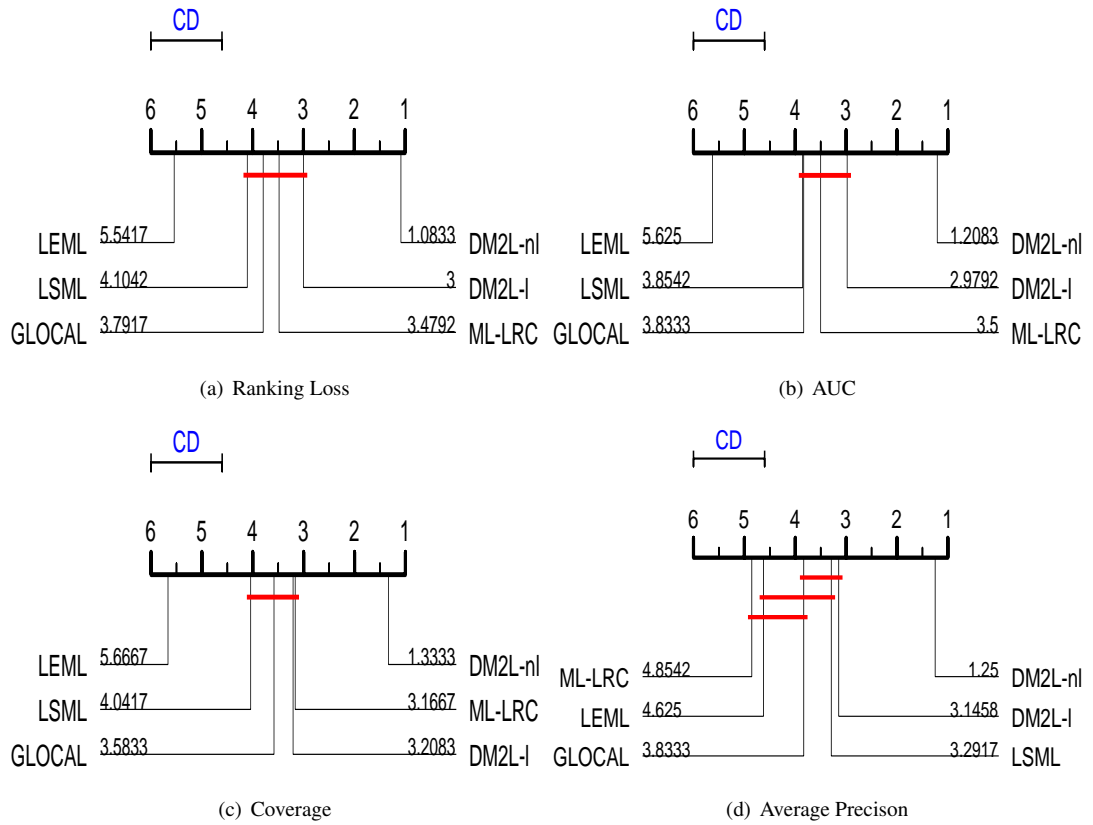 CD
6 5 4 3 2 1
LEML 5.5417 1.0833 DM2L-nl
LSML 4.1042 3 DM2L-l
GLOCAL 3.7917 3.4792 ML-LRC
(a) Ranking Loss
CD
6 5 4 3 2 1
LEML 5.625 1.2083 DM2L-nl
LSML 3.8542 2.9792 DM2L-l
GLOCAL 3.8333 3.5 ML-LRC
(b) AUC
CD
6 5 4 3 2 1
LEML 5.6667 1.3333 DM2L-nl
LSML 4.0417 3.1667 ML-LRC
GLOCAL 3.5833 3.2083 DM2L-l
(c) Coverage
CD
6 5 4 3 2 1
ML-LRC 4.8542 1.25 DM2L-nl
LEML 4.625 3.1458 DM2L-l
GLOCAL 3.8333 3.2917 LSML
(d) Average Precison